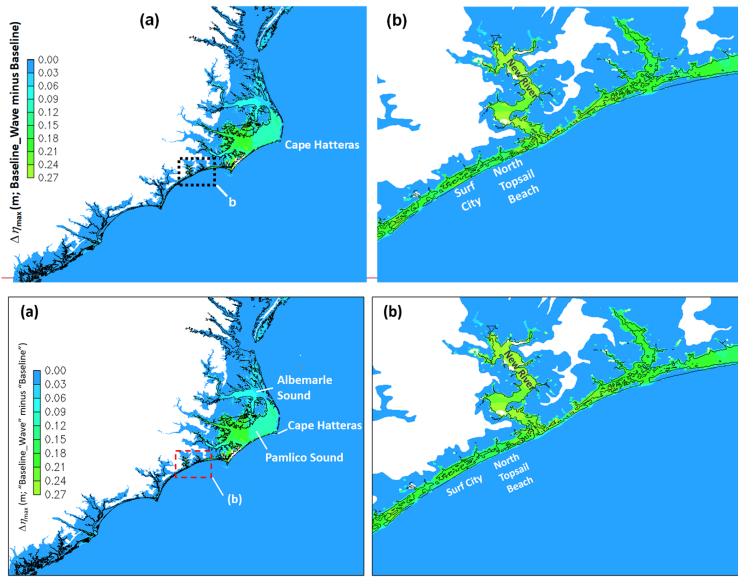 (a)
(b)
Δ ηmax (m; Baseline_Wave minus Baseline)
0.00
0.03
0.06
0.09
0.12
0.15
0.18
0.21
0.24
0.27
Cape Hatteras
b
New River
Surf
City
North
Topsail
Beach
(a)
(b)
Δηmax (m; "Baseline_Wave" minus "Baseline")
0.00
0.03
0.06
0.09
0.12
0.15
0.18
0.21
0.24
0.27
Albemarle
Sound
Cape Hatteras
Pamlico Sound
(b)
New River
Surf City
North
Topsail
Beach